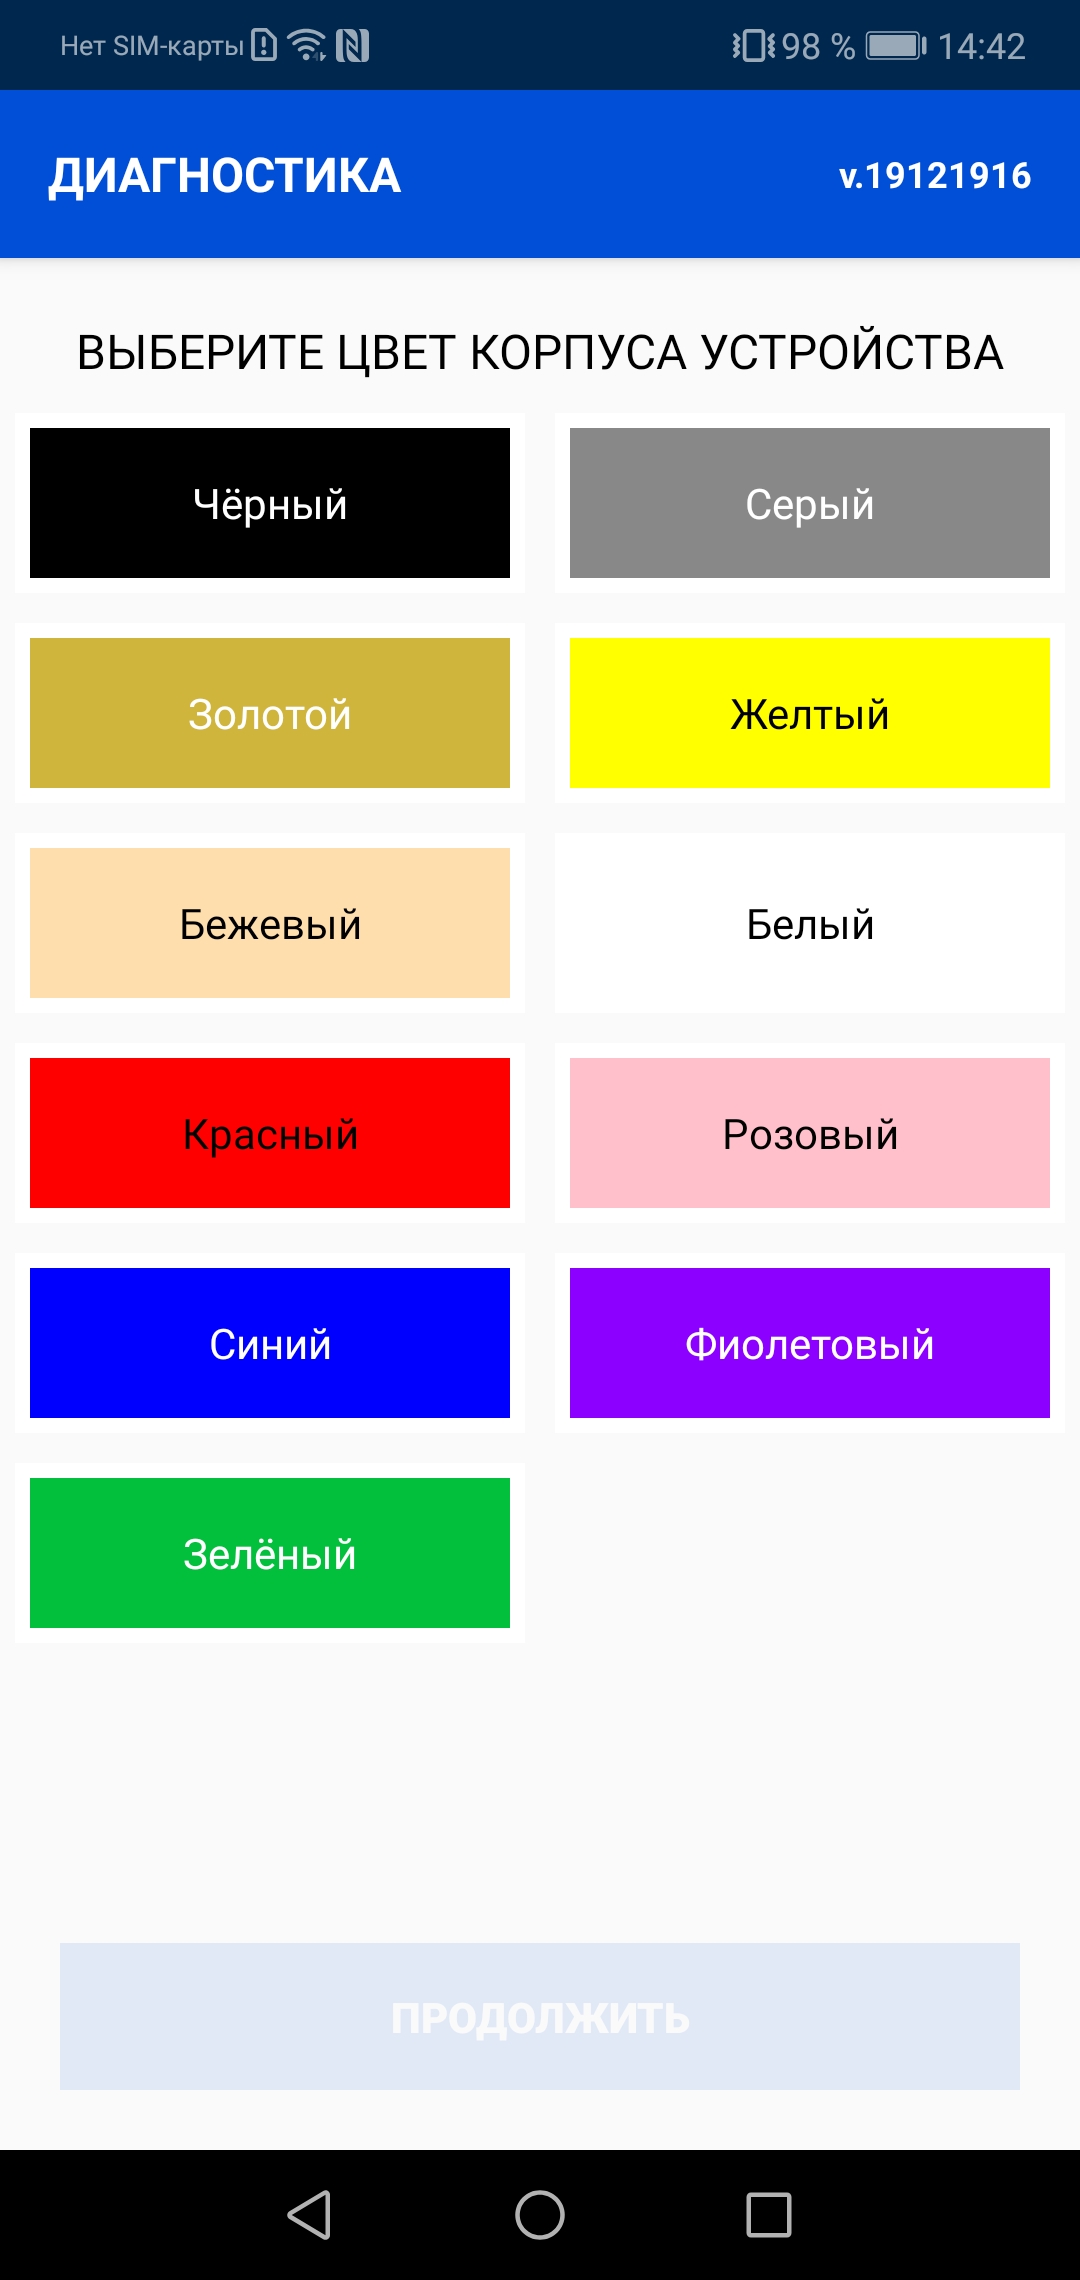 Нет SIM-карты 98 % 14:42
ДИАГНОСТИКА v.19121916
ВЫБЕРИТЕ ЦВЕТ КОРПУСА УСТРОЙСТВА
Чёрный Серый
Золотой Желтый
Бежевый Белый
Красный Розовый
Синий Фиолетовый
Зелёный
ПРОДОЛЖИТЬ